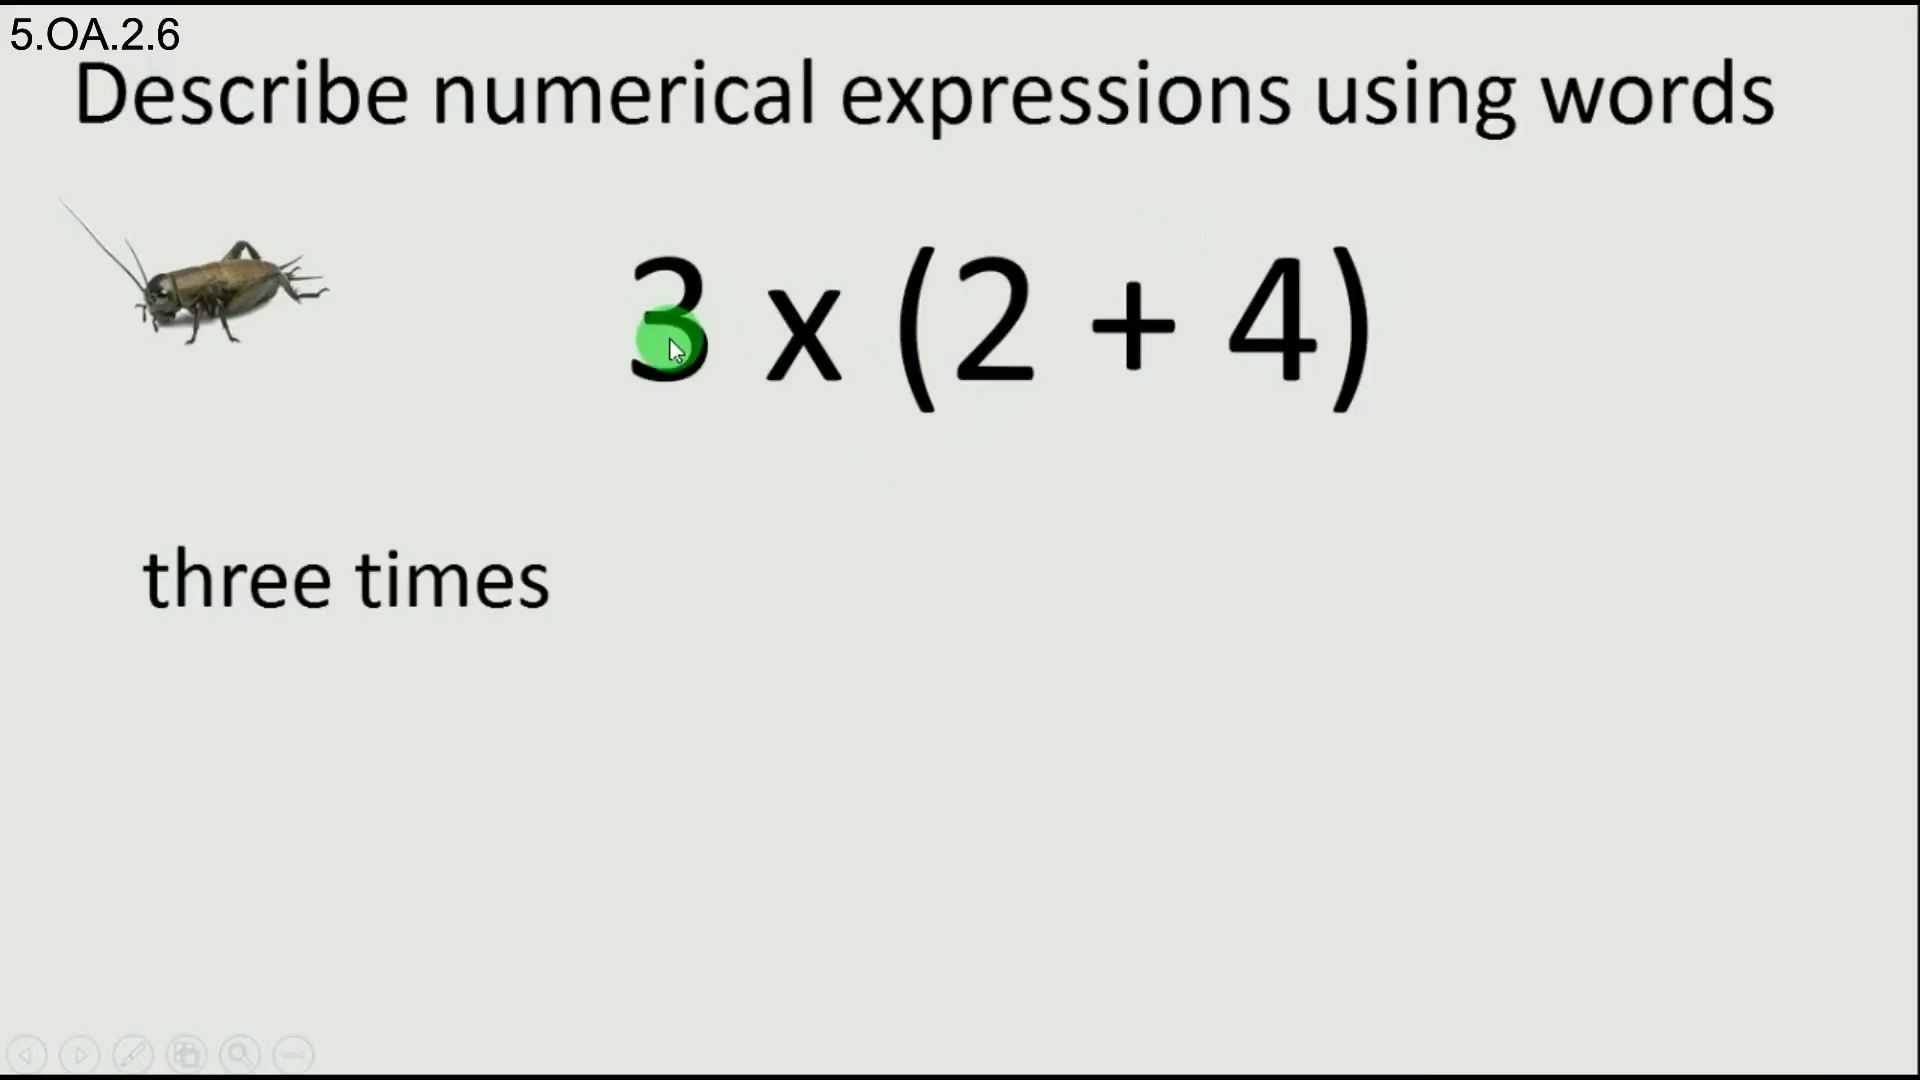 5.OA.2.6
Describe numerical expressions using words
3 x (2 + 4)
three times